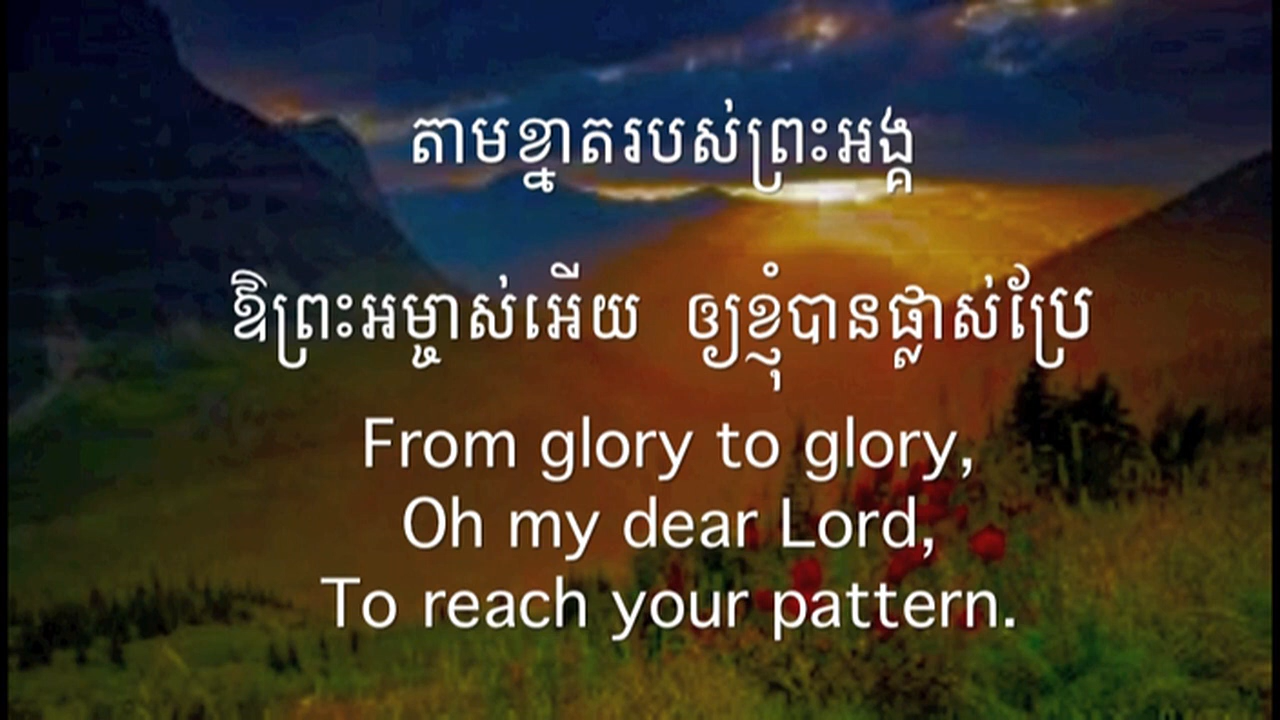 តាមខ្នាតរបស់ព្រះអង្គ
ឱព្រះអម្ចាស់អើយ ឲ្យខ្ញុំបានផ្លាស់ប្រែ
From glory to glory,
Oh my dear Lord,
To reach your pattern.